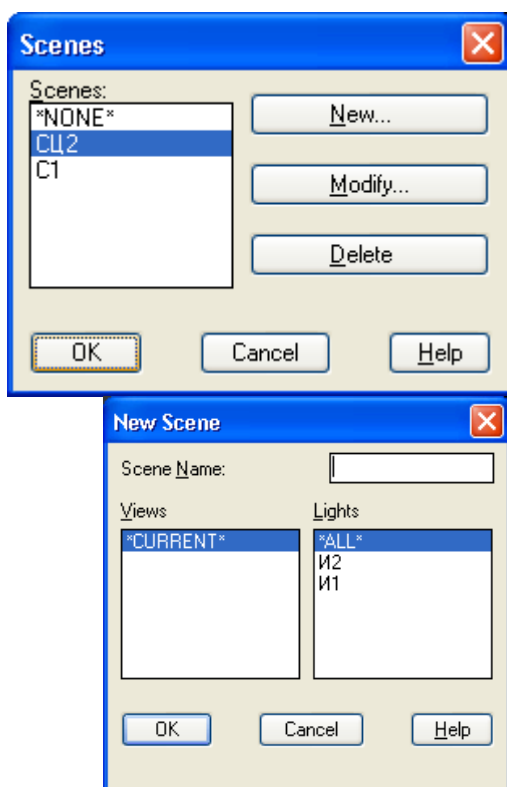 Scenes
Scenes:
*NONE*
СЦ2
С1
New...
Modify...
Delete
OK Cancel Help
New Scene
Scene Name:
Views Lights
*CURRENT* *ALL*
И2
И1
OK Cancel Help